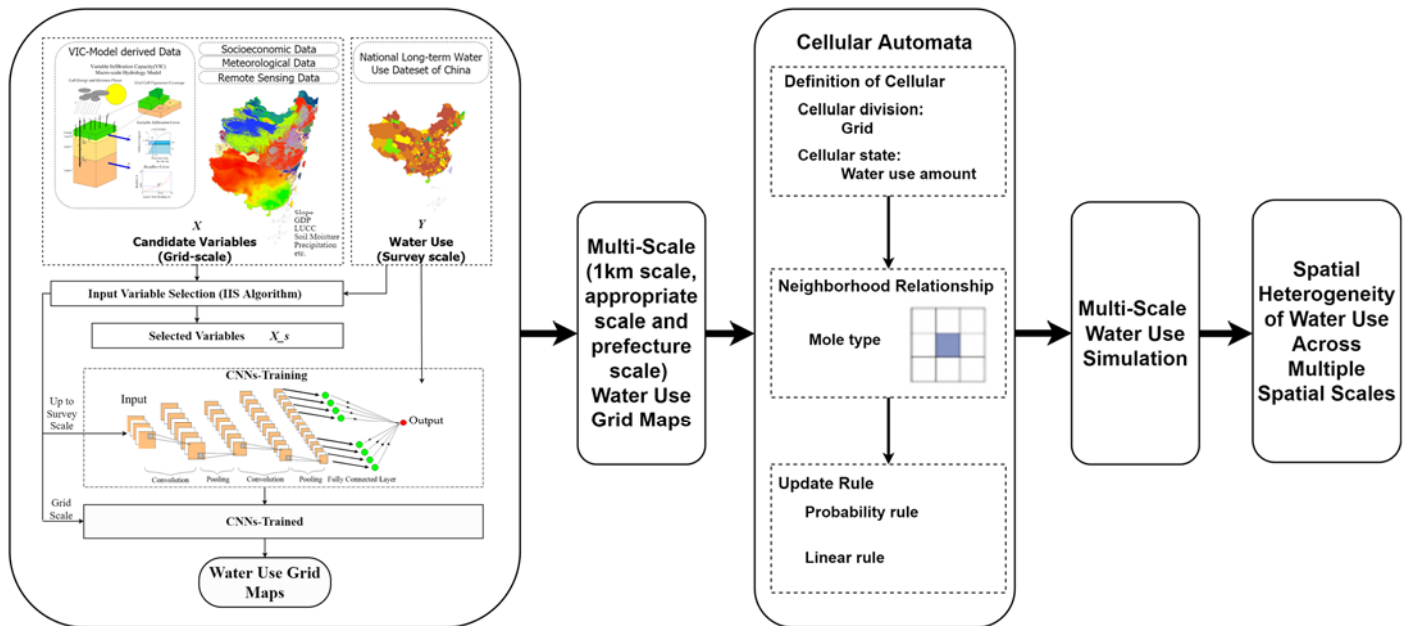 VIC-Model derived Data
Variable Infiltration Capacity(VIC)
Macro-scale Hydrology Model
Socioeconomic Data
Meteorological Data
Remote Sensing Data
National Long-term Water
Use Dateset of China
Slope
GDP
LUCC
Soil Moisture
Precipitation
etc.
X
Candidate Variables
(Grid-scale)
Y
Water Use
(Survey scale)
Input Variable Selection (IIS Algorithm)
Selected Variables X_s
CNNs-Training
Up to
Survey
Scale
Input
Output
Convolution
Pooling
Convolution
Pooling
Fully Connected Layer
Grid
Scale
CNNs-Trained
Water Use Grid
Maps
Multi-Scale
(1km scale,
appropriate
scale and
prefecture
scale)
Water Use
Grid Maps
Cellular Automata
Definition of Cellular
Cellular division:
Grid
Cellular state:
Water use amount
Neighborhood Relationship
Mole type
Update Rule
Probability rule
Linear rule
Multi-Scale
Water Use
Simulation
Spatial
Heterogeneity
of Water Use
Across
Multiple
Spatial Scales